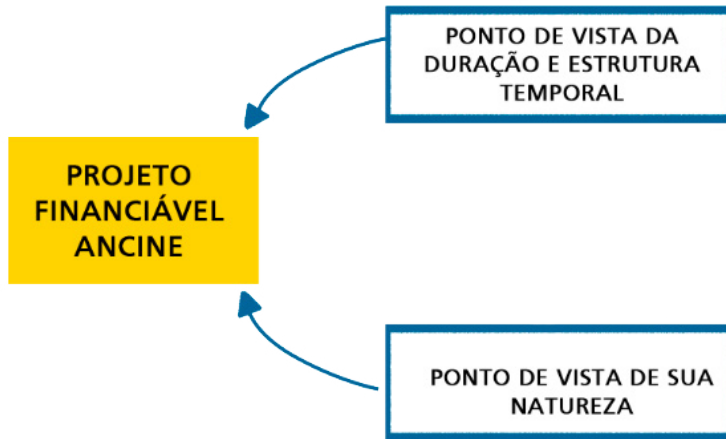 PONTO DE VISTA DA
DURAÇÃO E ESTRUTURA
TEMPORAL
PROJETO
FINANCIÁVEL
ANCINE
PONTO DE VISTA DE SUA
NATUREZA